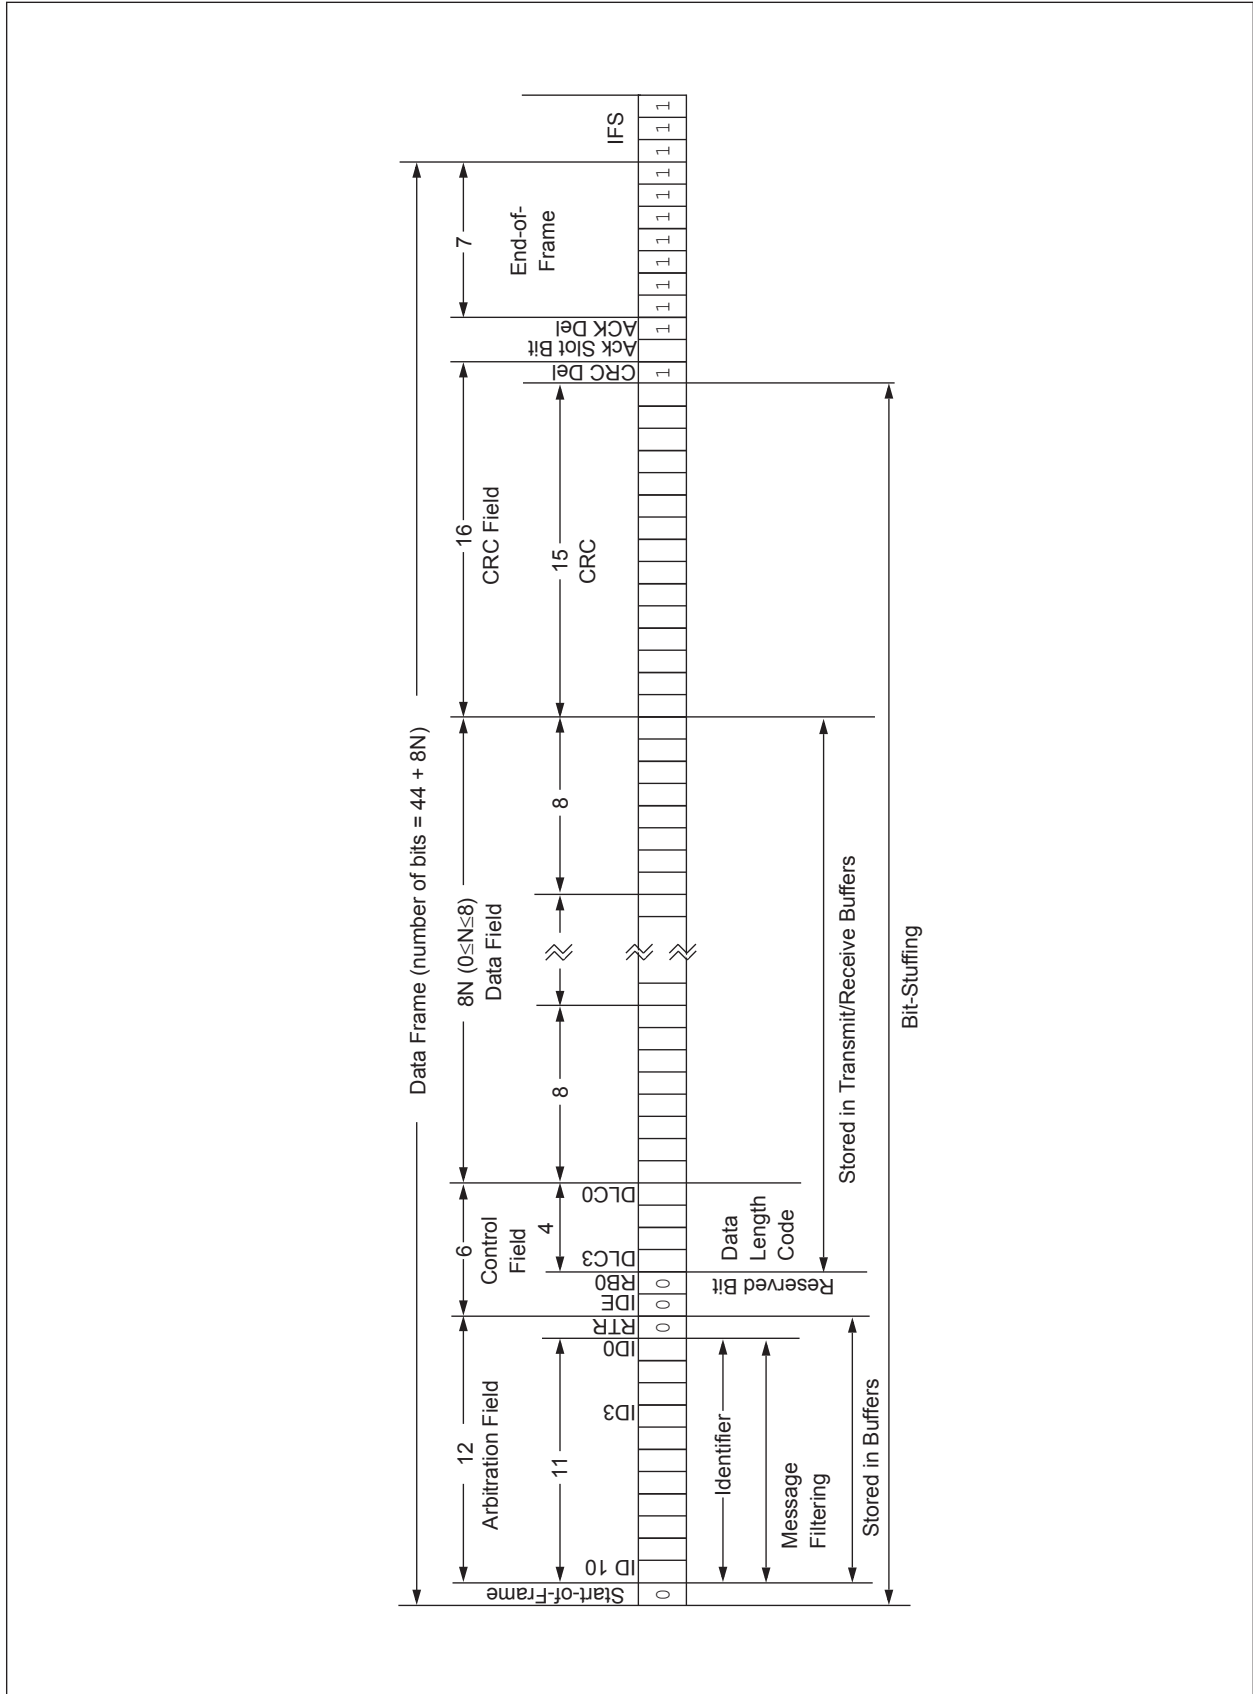 Data Frame (number of bits = 44 + 8N)
12
Arbitration Field
6
Control
Field
8N (0≤N≤8)
Data Field
16
CRC Field
7
End-of-
Frame
IFS
11
4
8
8
15
CRC
Start-of-Frame
ID 10
ID3
ID0
RTR
IDE
RB0
DLC3
DLC0
CRC Del
Ack Slot Bit
ACK Del
0 0 0 0 1 1 1 1 1 1 1 1 1 1 1 1
Identifier
Message
Filtering
Stored in Buffers
Reserved Bit
Data
Length
Code
Stored in Transmit/Receive Buffers
Bit-Stuffing